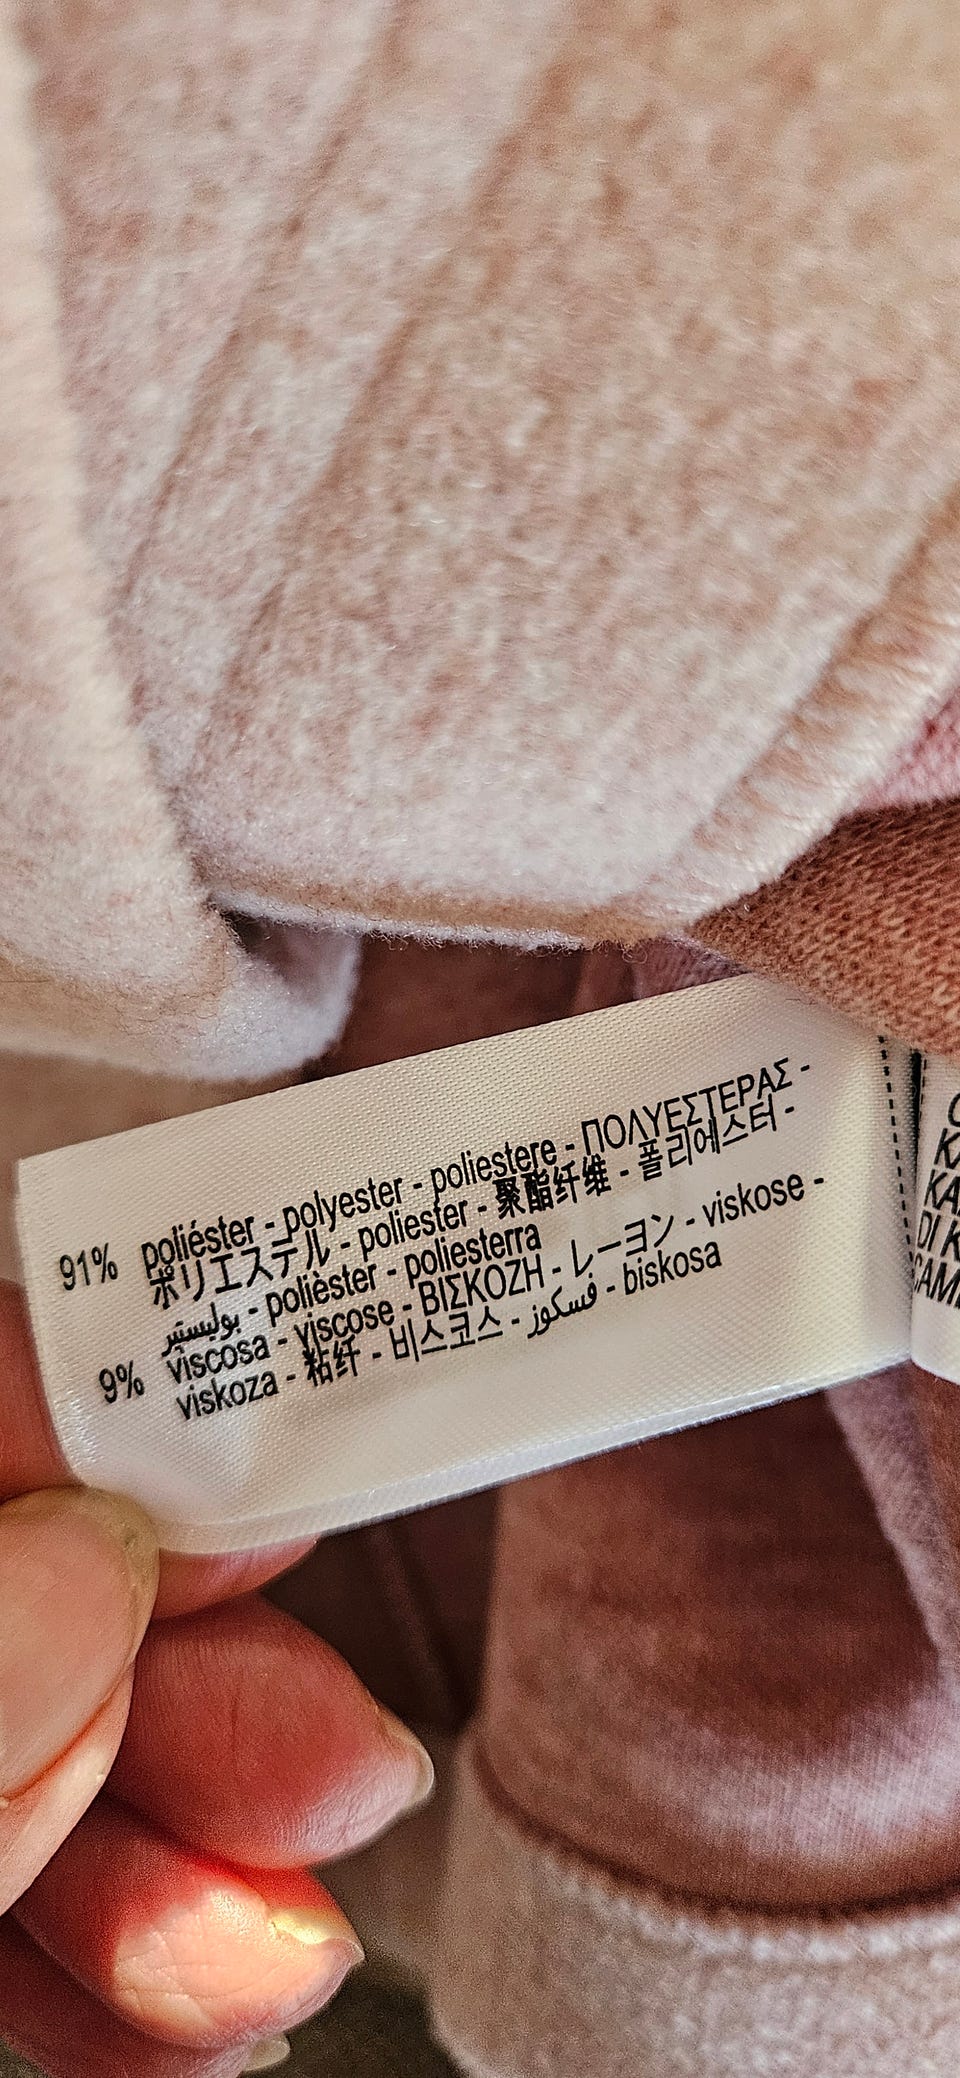 91% poliéster - polyester - poliestere - ΠΟΛΥΕΣΤΕΡΑΣ -
ポリエステル - poliester - 聚酯纤维 - 폴리에스터 -
بوليستير - polièster - poliesterra
9% viscosa - viscose - ΒΙΣΚΟΖΗ - レーヨン - viskose -
viskoza - 粘纤 - 비스코스 - فسكوز - biskosa
DI K